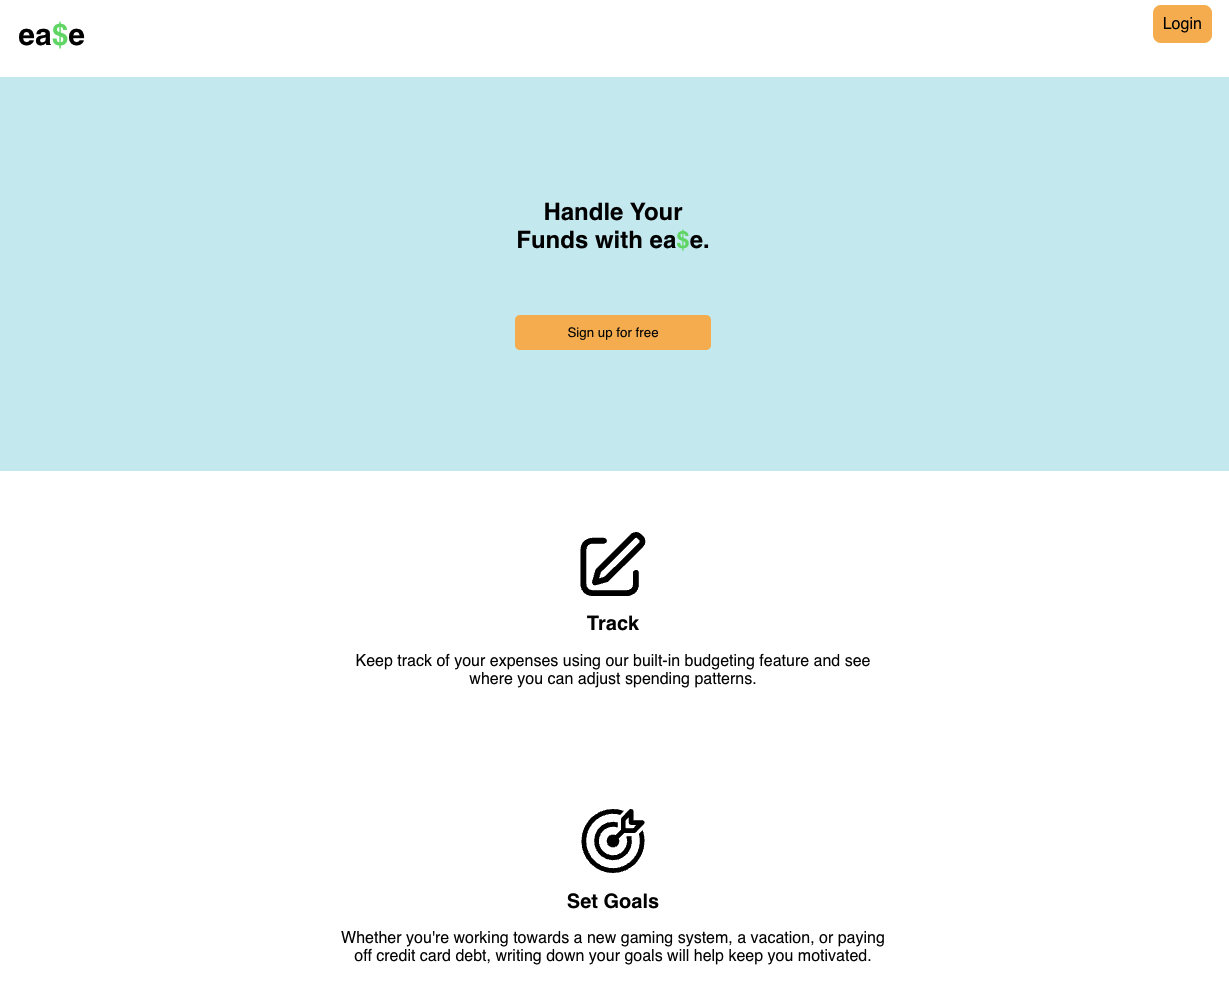 ea$e
Login
Handle Your
Funds with ea$e.
Sign up for free
Track
Keep track of your expenses using our built-in budgeting feature and see
where you can adjust spending patterns.
Set Goals
Whether you're working towards a new gaming system, a vacation, or paying
off credit card debt, writing down your goals will help keep you motivated.